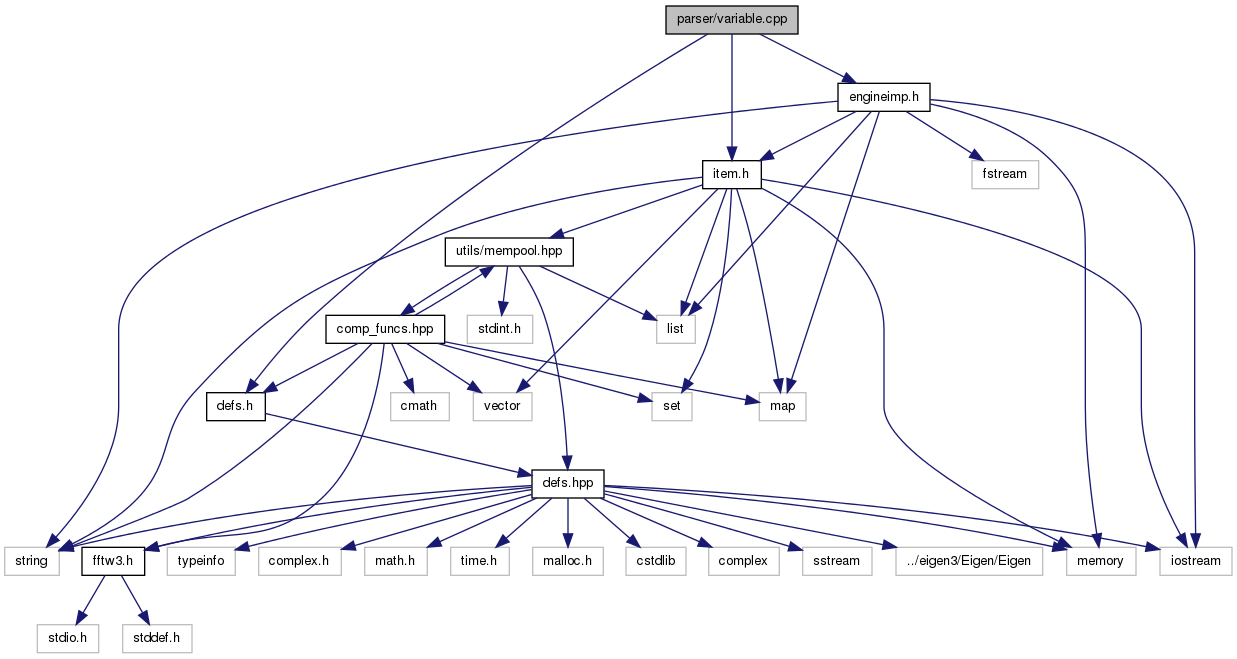 parser/variable.cpp
engineimp.h
item.h
fstream
utils/mempool.hpp
comp_funcs.hpp
stdint.h
list
defs.h
cmath
vector
set
map
defs.hpp
string
fftw3.h
typeinfo
complex.h
math.h
time.h
malloc.h
cstdlib
complex
sstream
../eigen3/Eigen/Eigen
memory
iostream
stdio.h
stddef.h